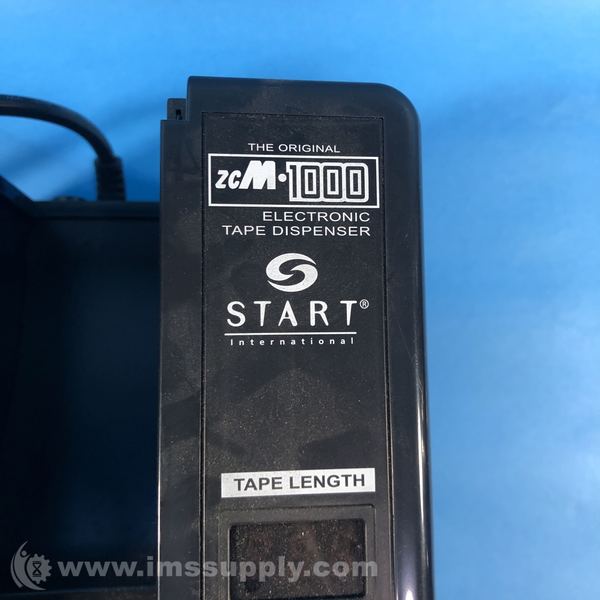 THE ORIGINAL
zcM·1000
ELECTRONIC
TAPE DISPENSER
START®
International
TAPE LENGTH
www.imssupply.com